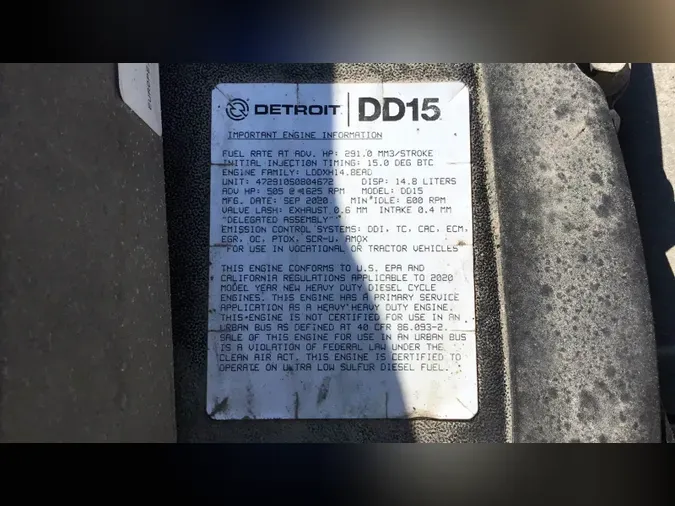 DETROIT DD15
IMPORTANT ENGINE INFORMATION
FUEL RATE AT ADV. HP: 291.0 MM3/STROKE
INITIAL INJECTION TIMING: 15.0 DEG BTC
ENGINE FAMILY: LDDXH14.8EAD
UNIT: 472910S0804672 DISP: 14.8 LITERS
ADV HP: 505 @ 1625 RPM MODEL: DD15
MFG. DATE: SEP 2020 MIN IDLE: 600 RPM
VALVE LASH: EXHAUST 0.6 MM INTAKE 0.4 MM
"DELEGATED ASSEMBLY"
EMISSION CONTROL SYSTEMS: DDI, TC, CAC, ECM,
EGR, OC, PTOX, SCR-U, AMOX
"FOR USE IN VOCATIONAL OR TRACTOR VEHICLES"
THIS ENGINE CONFORMS TO U.S. EPA AND
CALIFORNIA REGULATIONS APPLICABLE TO 2020
MODEL YEAR NEW HEAVY DUTY DIESEL CYCLE
ENGINES. THIS ENGINE HAS A PRIMARY SERVICE
APPLICATION AS A HEAVY HEAVY DUTY ENGINE.
THIS ENGINE IS NOT CERTIFIED FOR USE IN AN
URBAN BUS AS DEFINED AT 40 CFR 86.093-2.
SALE OF THIS ENGINE FOR USE IN AN URBAN BUS
IS A VIOLATION OF FEDERAL LAW UNDER THE
CLEAN AIR ACT. THIS ENGINE IS CERTIFIED TO
OPERATE ON ULTRA LOW SULFUR DIESEL FUEL.